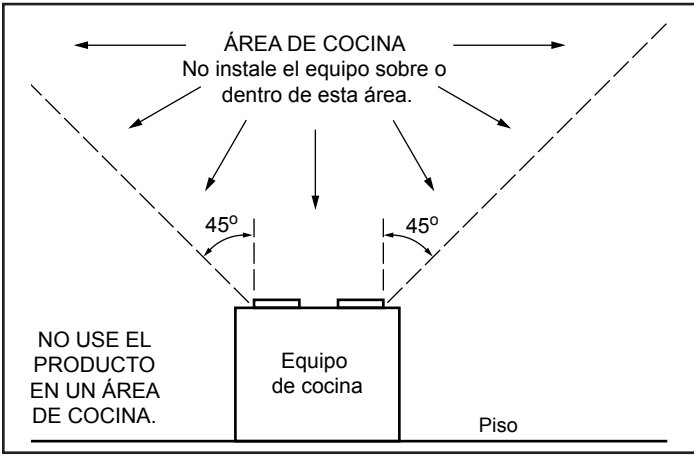 ÁREA DE COCINA
No instale el equipo sobre o
dentro de esta área.
45º
45º
NO USE EL
PRODUCTO
EN UN ÁREA
DE COCINA.
Equipo
de cocina
Piso